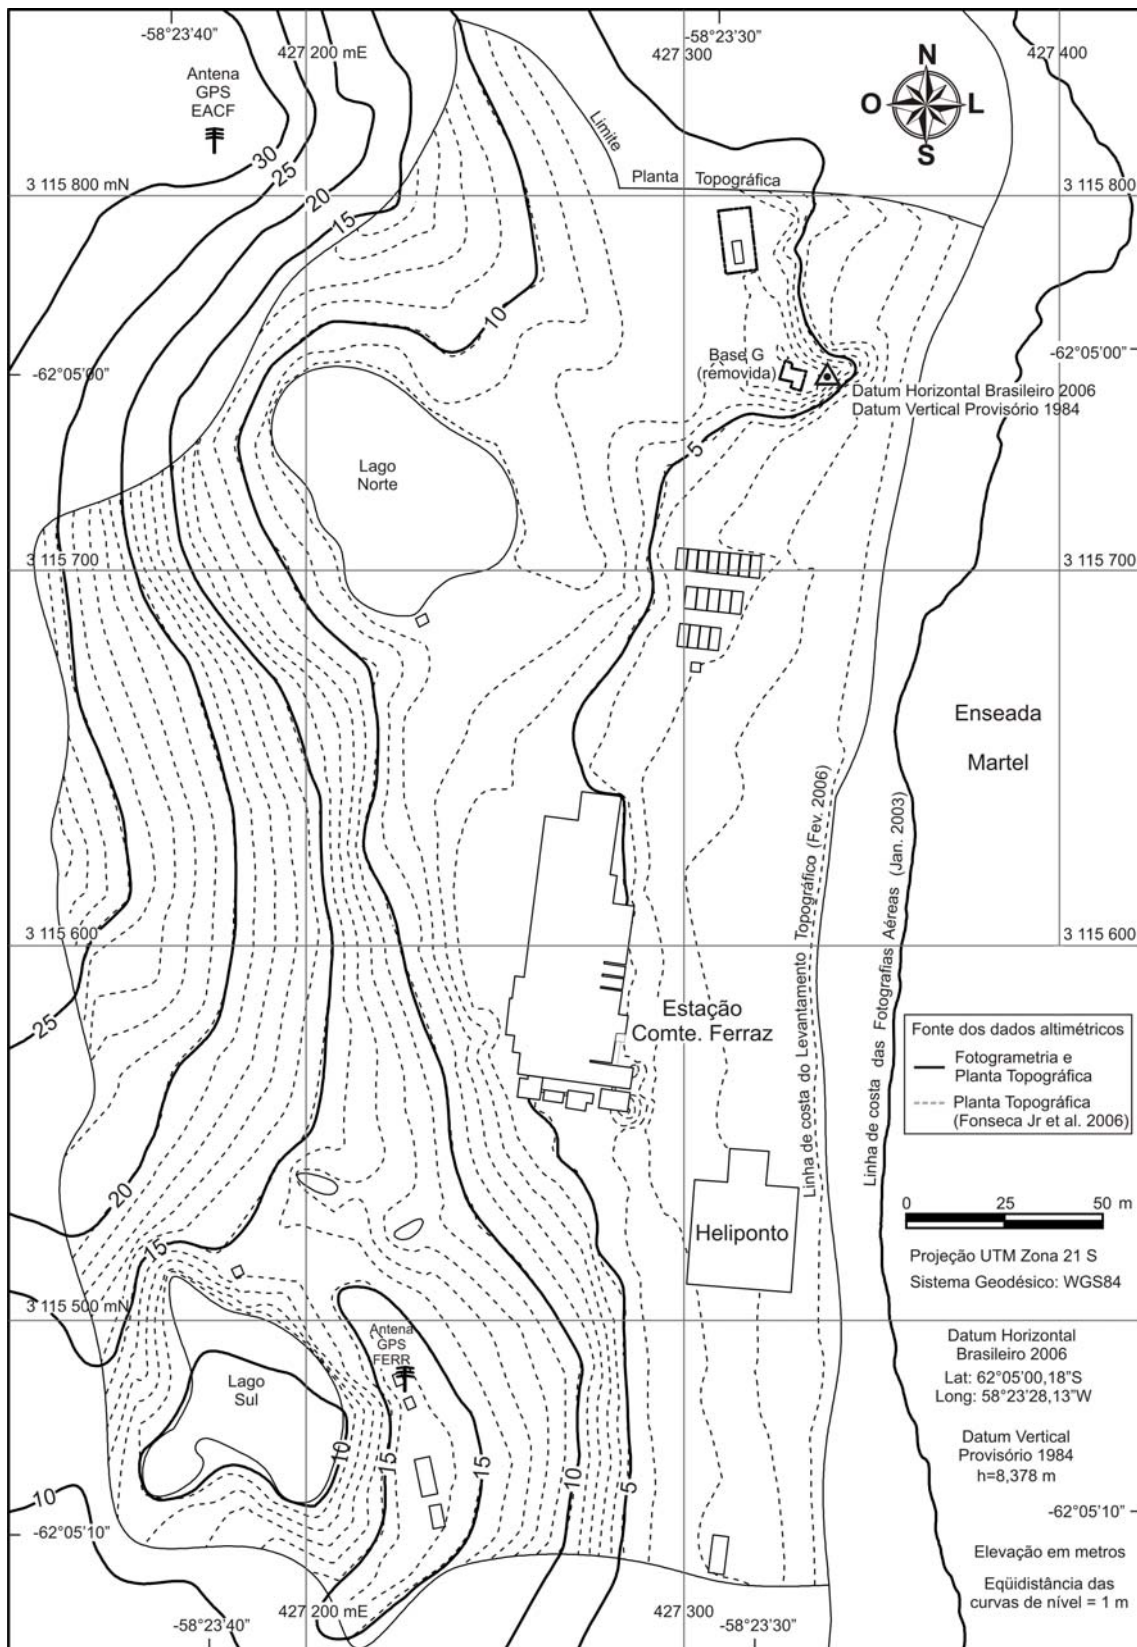 -58°23'40"
427 200 mE
-58°23'30"
427 300
427 400
Antena
GPS
EACF
N
O
L
S
Limite
Planta Topográfica
30
25
20
15
3 115 800 mN
3 115 800
10
Base G
(removida)
-62°05'00"
-62°05'00"
Datum Horizontal Brasileiro 2006
Datum Vertical Provisório 1984
5
Lago
Norte
3 115 700
3 115 700
Enseada
Martel
Linha de costa do Levantamento Topográfico (Fev. 2006)
Linha de costa das Fotografias Aéreas (Jan. 2003)
3 115 600
3 115 600
25
Estação
Comte. Ferraz
Fonte dos dados altimétricos
Fotogrametria e
Planta Topográfica
Planta Topográfica
(Fonseca Jr et al. 2006)
20
15
0 25 50 m
Heliponto
Projeção UTM Zona 21 S
Sistema Geodésico: WGS84
3 115 500 mN
Antena
GPS
FERR
Lago
Sul
Datum Horizontal
Brasileiro 2006
Lat: 62°05'00,18"S
Long: 58°23'28,13"W
Datum Vertical
Provisório 1984
h=8,378 m
10
15
15
10
5
10
-62°05'10"
-62°05'10"
Elevação em metros
Eqüidistância das
curvas de nível = 1 m
427 200 mE
-58°23'40"
427 300
-58°23'30"